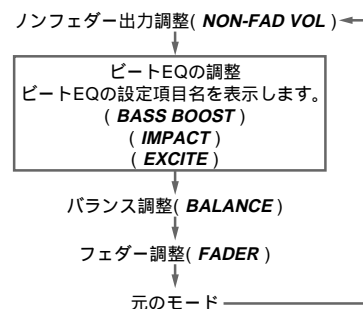 ノンフェダー出力調整( NON-FAD VOL )
ビートEQの調整
ビートEQの設定項目名を表示します。
( BASS BOOST )
( IMPACT )
( EXCITE )
バランス調整( BALANCE )
フェダー調整( FADER )
元のモード